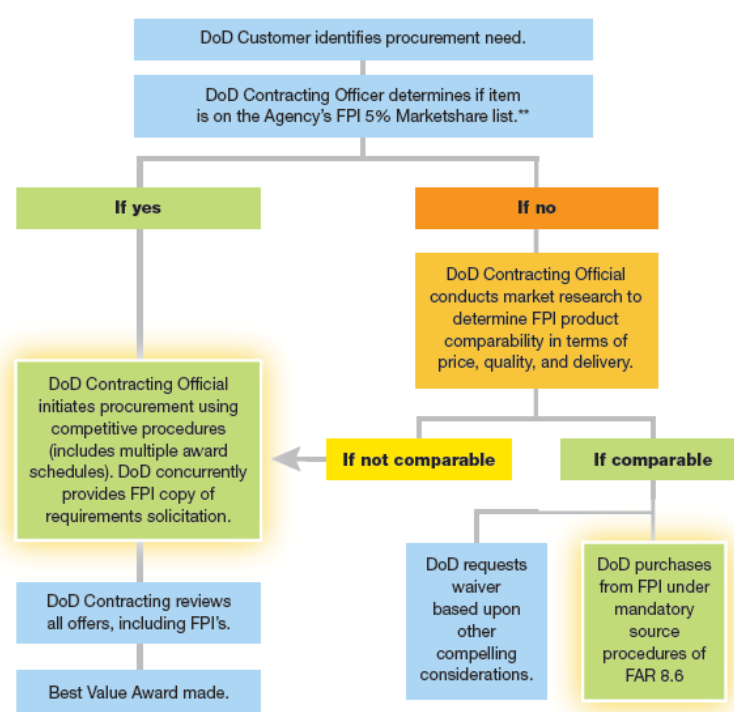 DoD Customer identifies procurement need.
DoD Contracting Officer determines if item
is on the Agency's FPI 5% Marketshare list.**
If yes
If no
DoD Contracting Official
conducts market research to
determine FPI product
comparability in terms of
price, quality, and delivery.
DoD Contracting Official
initiates procurement using
competitive procedures
(includes multiple award
schedules). DoD concurrently
provides FPI copy of
requirements solicitation.
If not comparable
If comparable
DoD requests
waiver
based upon
other
compelling
considerations.
DoD purchases
from FPI under
mandatory
source
procedures of
FAR 8.6
DoD Contracting reviews
all offers, including FPI's.
Best Value Award made.